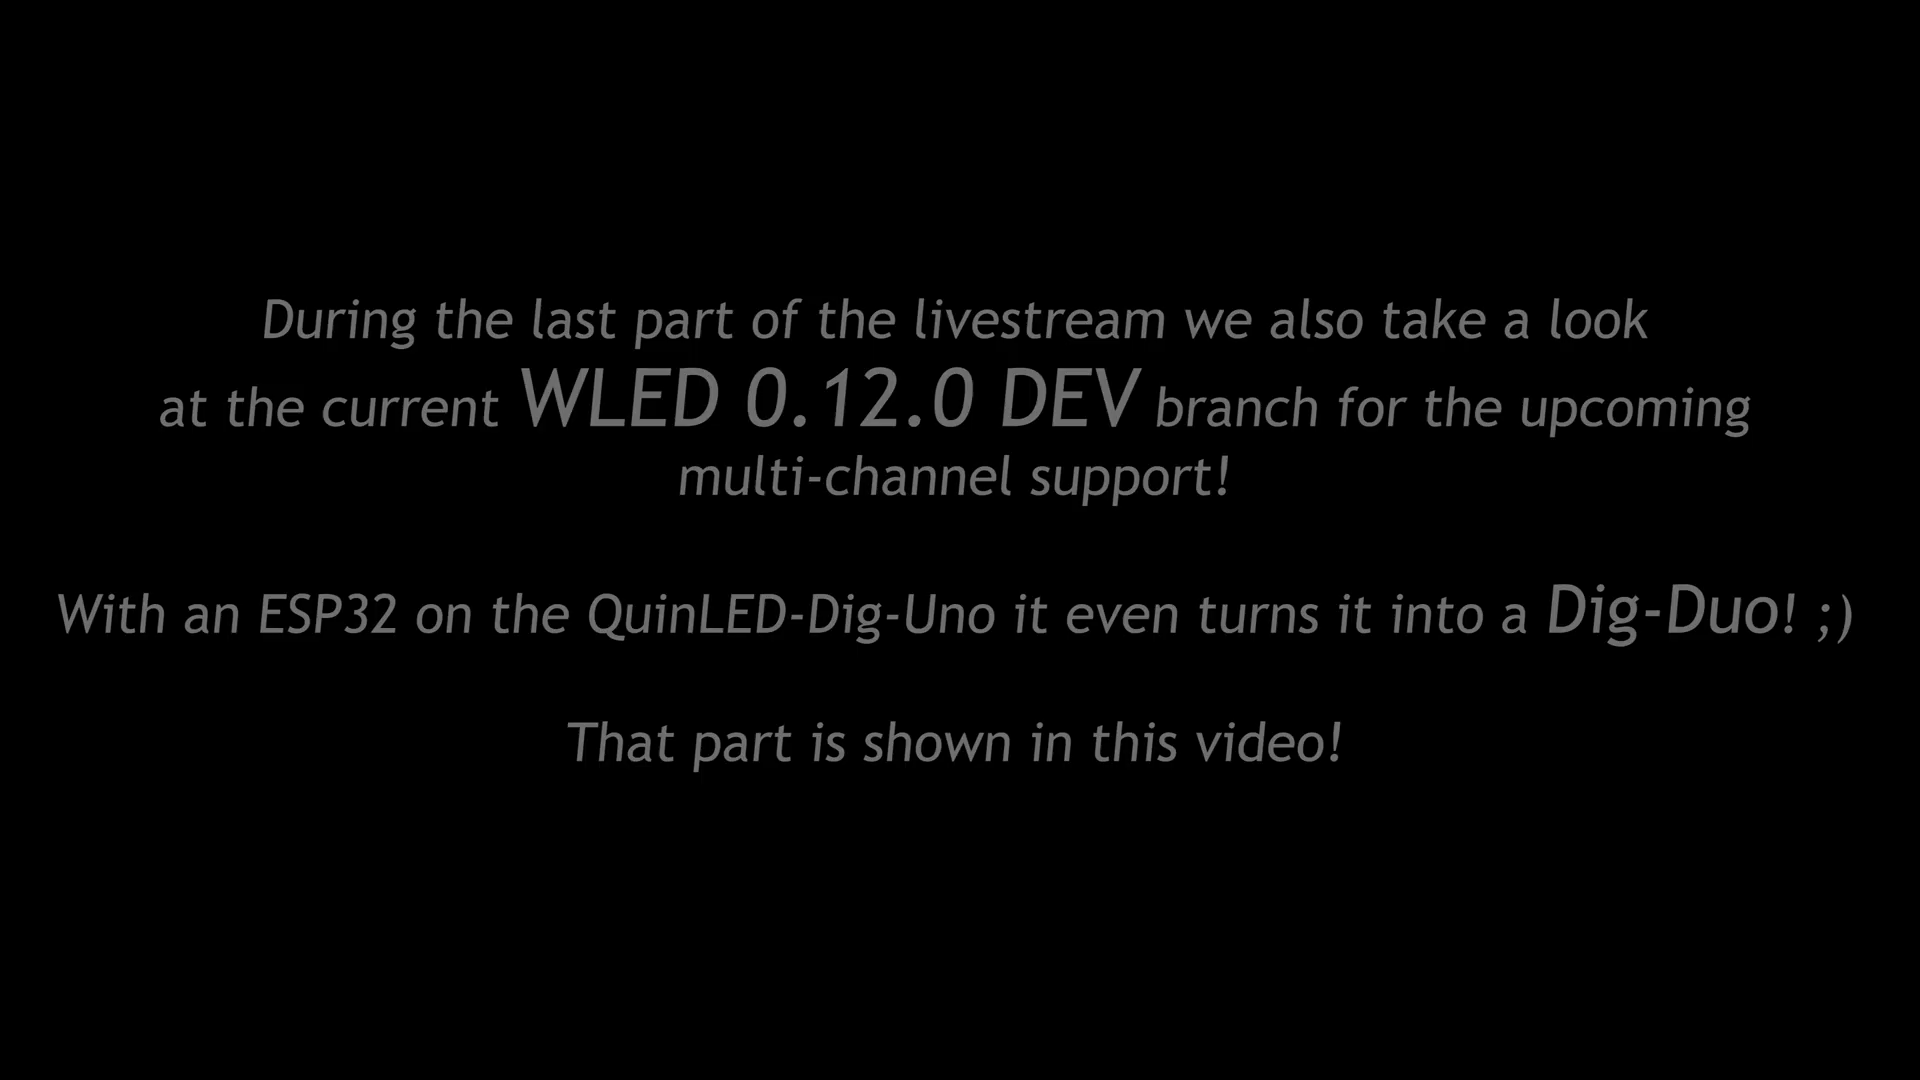 During the last part of the livestream we also take a look
at the current WLED 0.12.0 DEV branch for the upcoming
multi-channel support!
With an ESP32 on the QuinLED-Dig-Uno it even turns it into a Dig-Duo! ;)
That part is shown in this video!